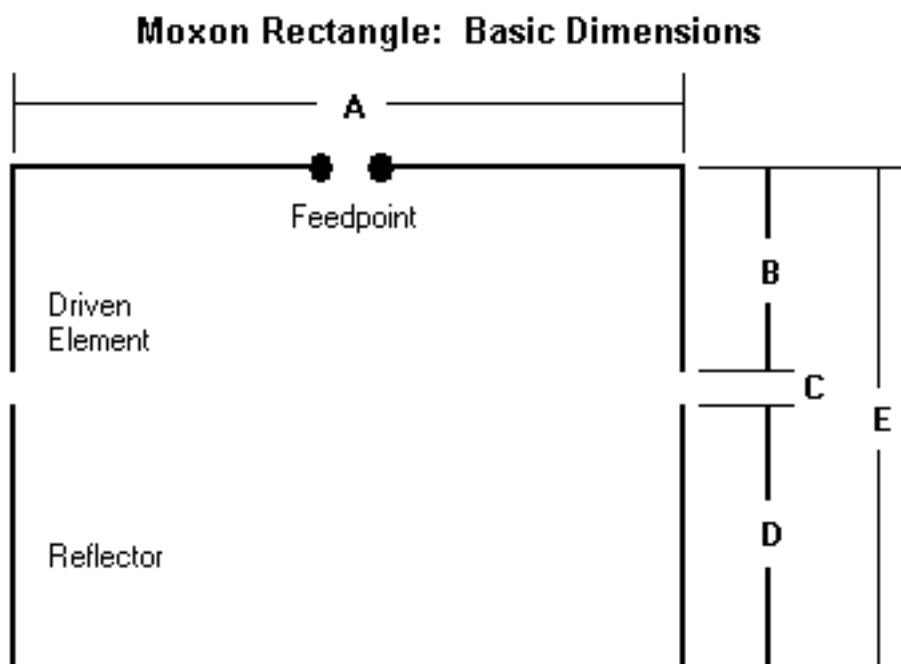 Moxon Rectangle: Basic Dimensions
A
Feedpoint
B
Driven
Element
C
E
D
Reflector